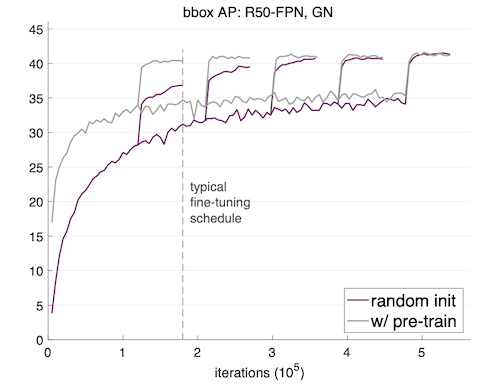 bbox AP: R50-FPN, GN
45
40
35
30
25
20
15
10
5
0
typical
fine-tuning
schedule
random init
w/ pre-train
0 1 2 3 4 5
iterations (10⁵)